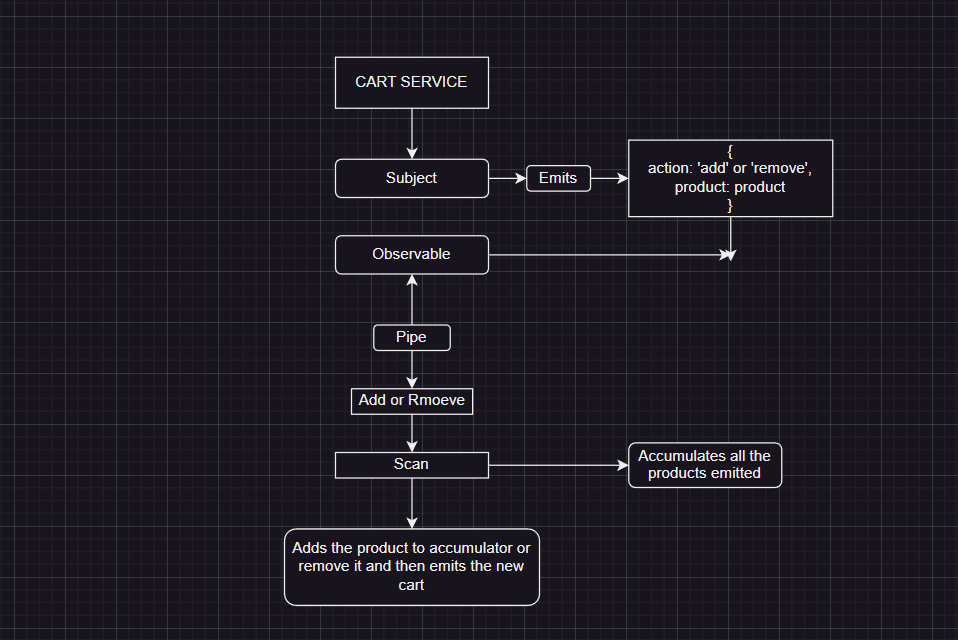 CART SERVICE
Subject
Emits
{
action: 'add' or 'remove',
product: product
}
Observable
Pipe
Add or Rmoeve
Scan
Accumulates all the
products emitted
Adds the product to accumulator or
remove it and then emits the new
cart